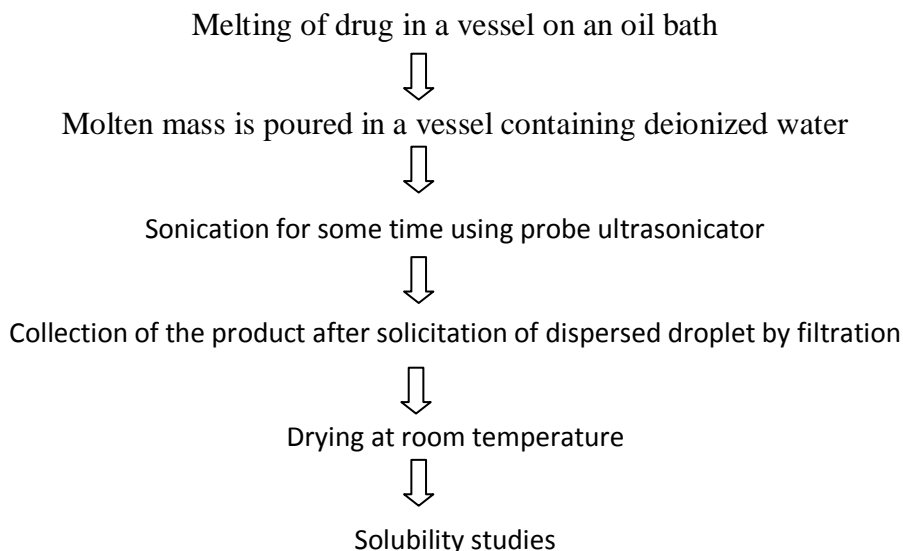 Melting of drug in a vessel on an oil bath
Molten mass is poured in a vessel containing deionized water
Sonication for some time using probe ultrasonicator
Collection of the product after solicitation of dispersed droplet by filtration
Drying at room temperature
Solubility studies